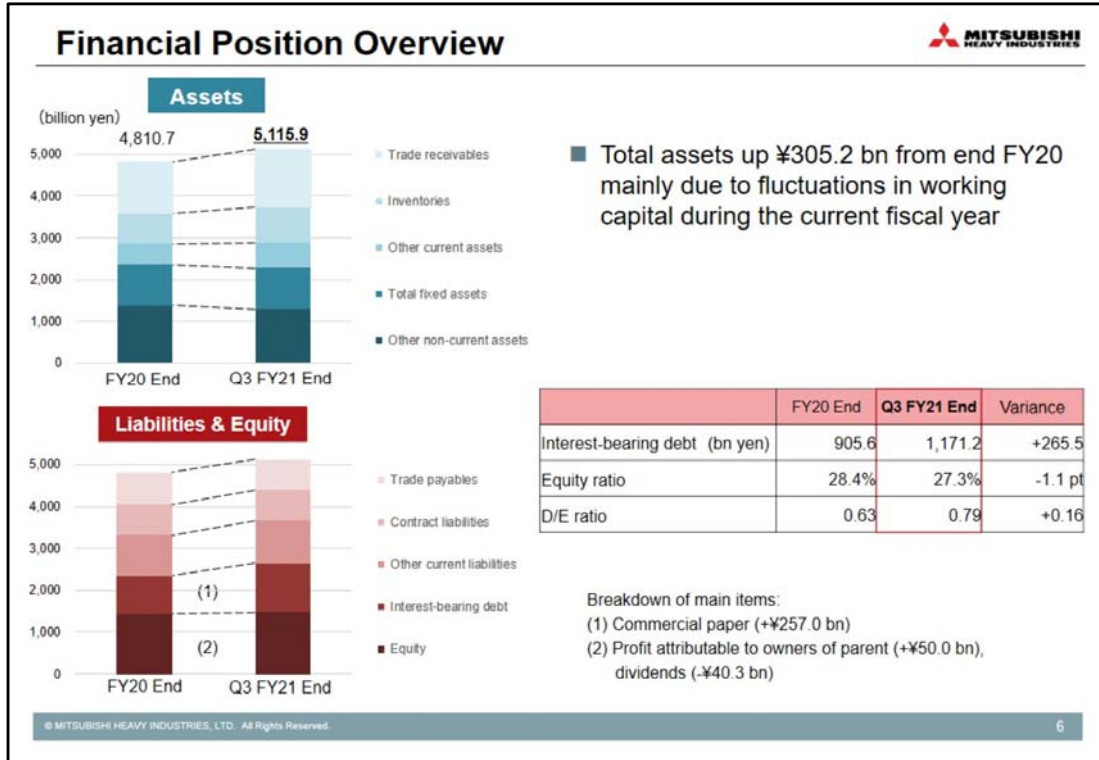 Financial Position Overview
MITSUBISHI
HEAVY INDUSTRIES
Assets
(billion yen)
4,810.7
5,115.9
5,000
4,000
3,000
2,000
1,000
0
FY20 End
Q3 FY21 End
Trade receivables
Inventories
Other current assets
Total fixed assets
Other non-current assets
■ Total assets up ¥305.2 bn from end FY20
mainly due to fluctuations in working
capital during the current fiscal year
Liabilities & Equity
5,000
4,000
3,000
2,000
1,000
0
(1)
(2)
FY20 End
Q3 FY21 End
Trade payables
Contract liabilities
Other current liabilities
Interest-bearing debt
Equity
FY20 End Q3 FY21 End Variance
Interest-bearing debt (bn yen) 905.6 1,171.2 +265.5
Equity ratio 28.4% 27.3% -1.1 pt
D/E ratio 0.63 0.79 +0.16
Breakdown of main items:
(1) Commercial paper (+¥257.0 bn)
(2) Profit attributable to owners of parent (+¥50.0 bn),
dividends (-¥40.3 bn)
© MITSUBISHI HEAVY INDUSTRIES, LTD. All Rights Reserved.
6